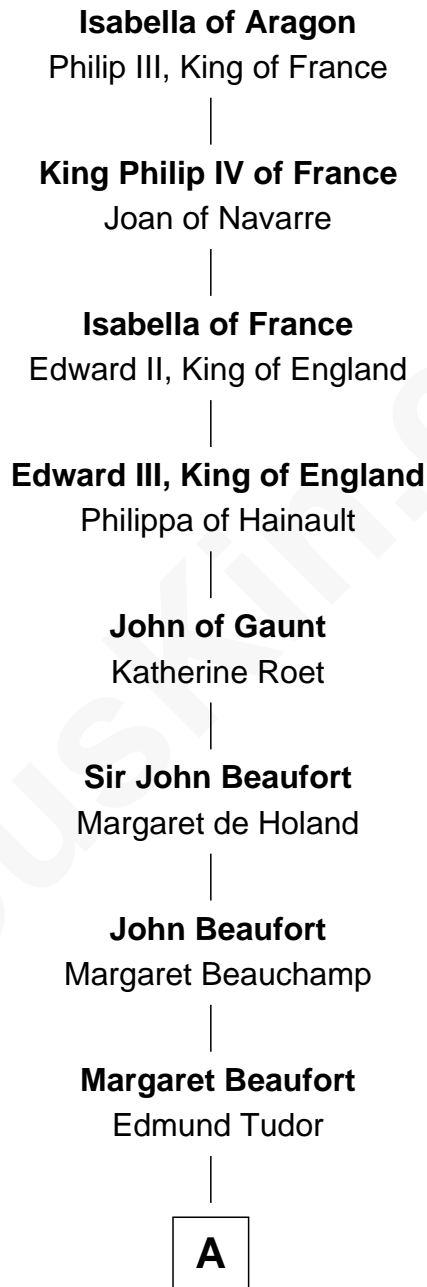 Isabella of Aragon
Philip III, King of France
King Philip IV of France
Joan of Navarre
Isabella of France
Edward II, King of England
Edward III, King of England
Philippa of Hainault
John of Gaunt
Katherine Roet
Sir John Beaufort
Margaret de Holand
John Beaufort
Margaret Beauchamp
Margaret Beaufort
Edmund Tudor
A